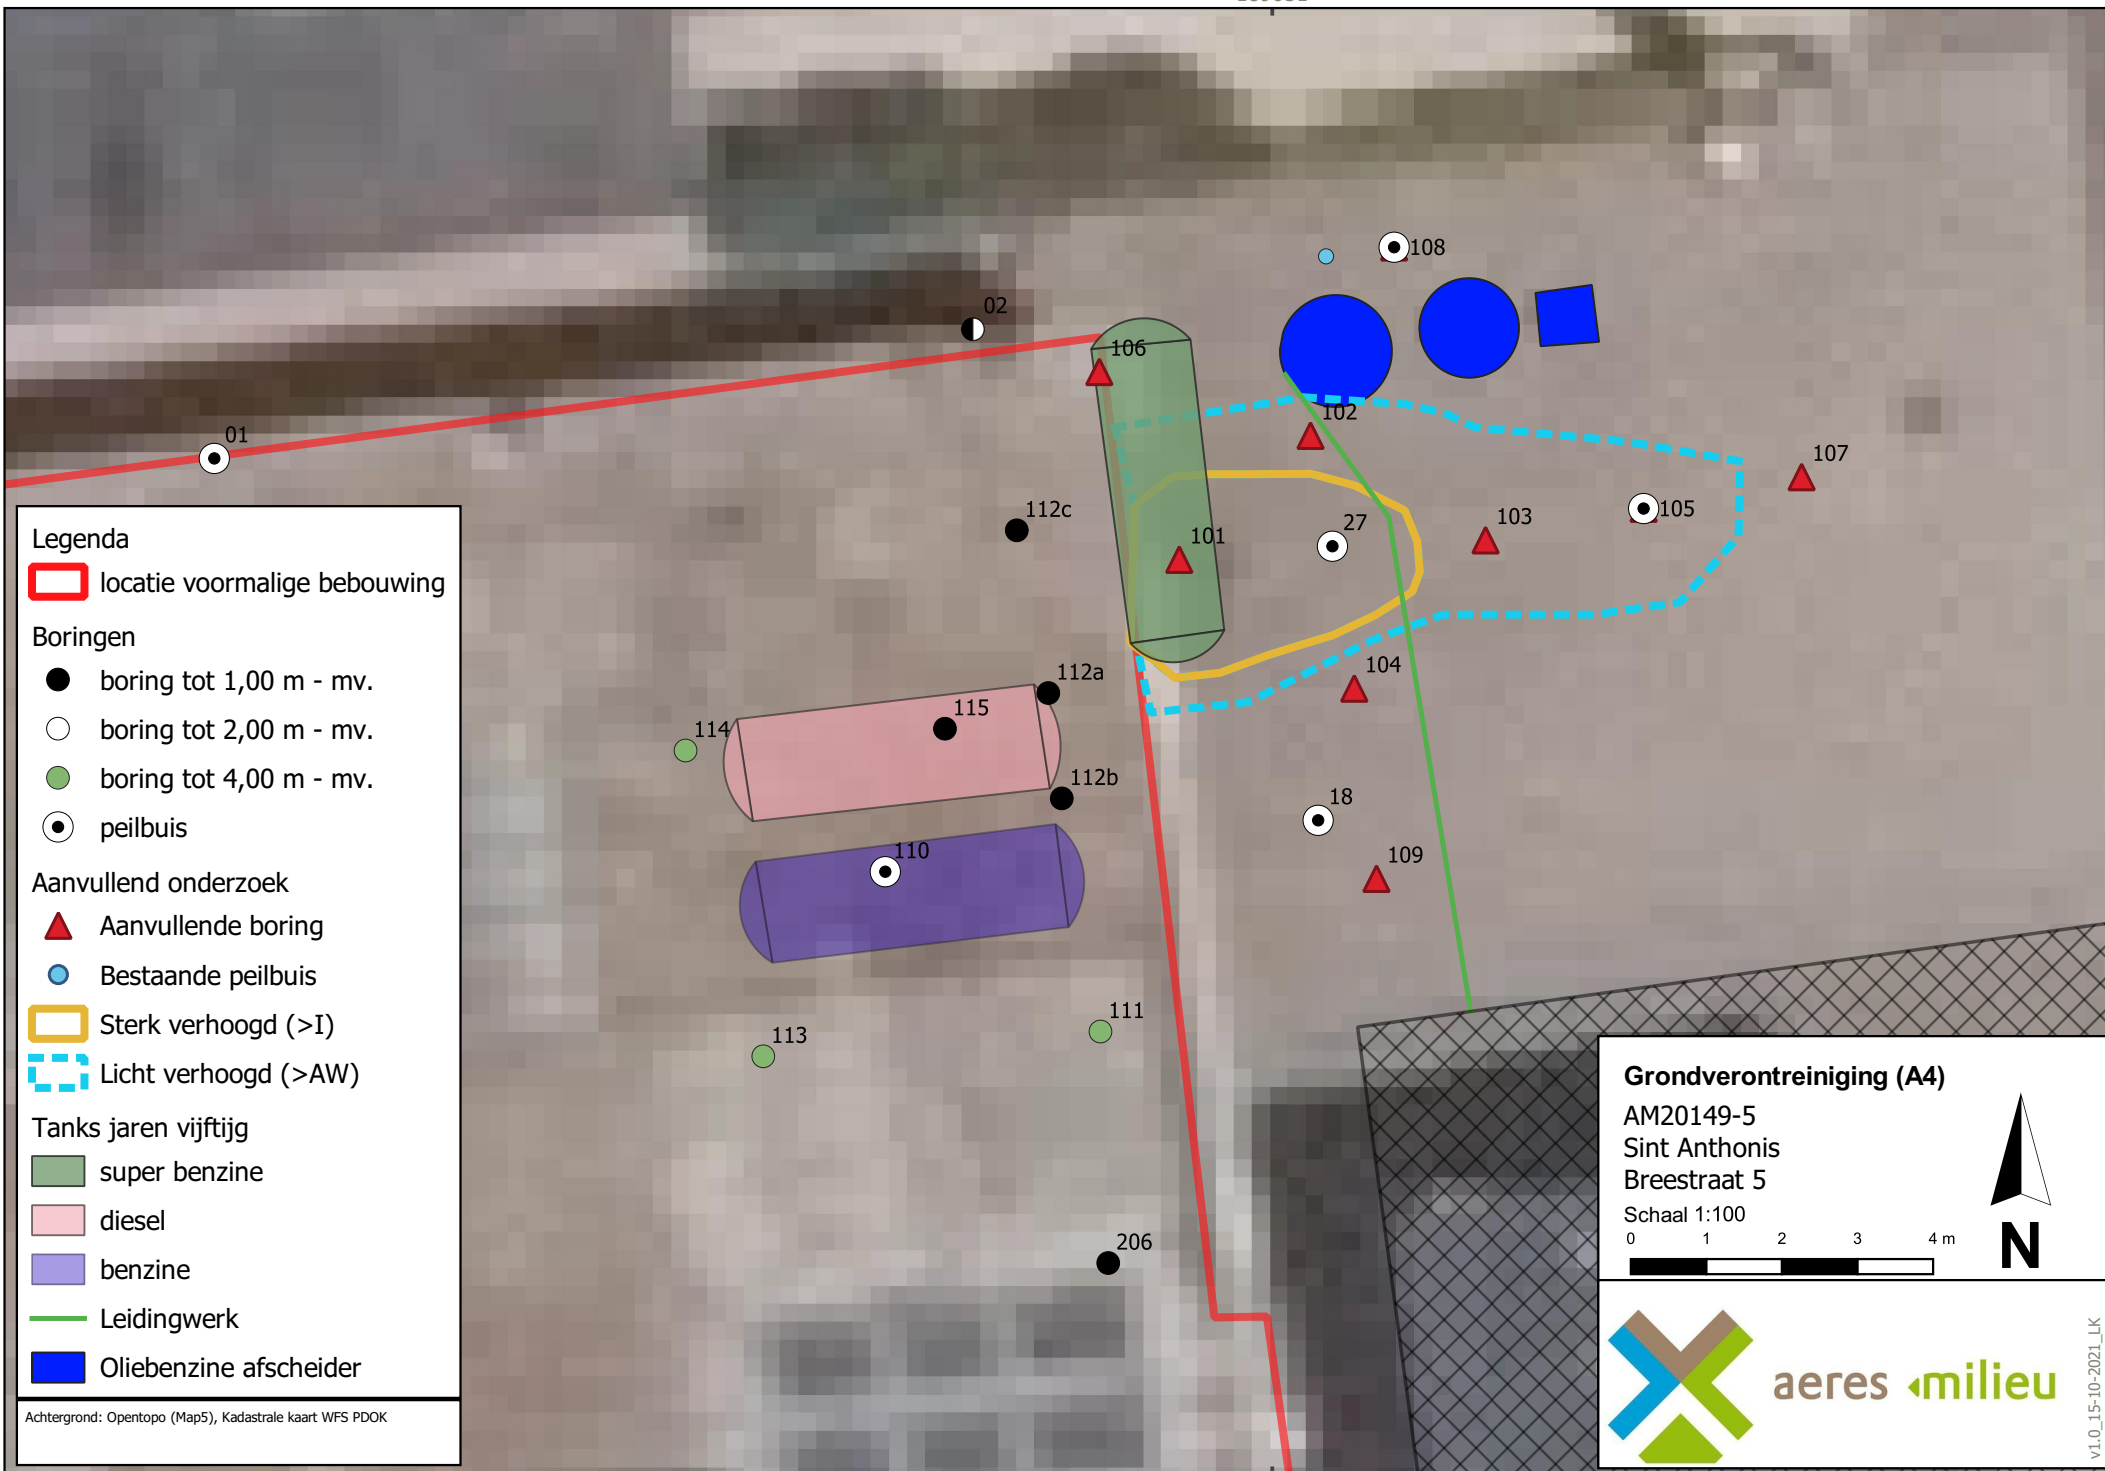 02
108
106
102
01
107
112c
27
103
105
101
112a
104
114
115
112b
18
110
109
111
113
206
Legenda
locatie voormalige bebouwing
Boringen
boring tot 1,00 m - mv.
boring tot 2,00 m - mv.
boring tot 4,00 m - mv.
peilbuis
Aanvullend onderzoek
Aanvullende boring
Bestaande peilbuis
Sterk verhoogd (>I)
Licht verhoogd (>AW)
Tanks jaren vijftijg
super benzine
diesel
benzine
Leidingwerk
Oliebenzine afscheider
Achtergrond: Opentopo (Map5), Kadastrale kaart WFS PDOK
Grondverontreiniging (A4)
AM20149-5
Sint Anthonis
Breestraat 5
Schaal 1:100
0 1 2 3 4 m
N
aeres milieu
v1.0_15-10-2021_LK